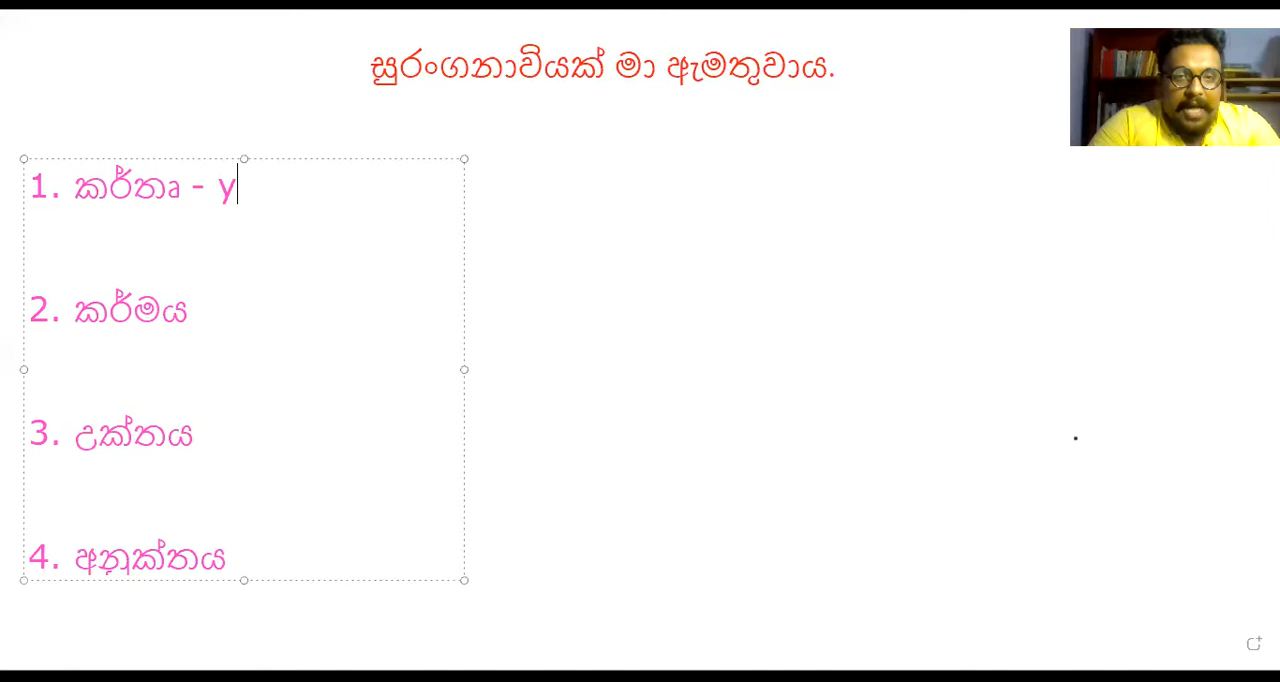 සුරංගනාවියක් මා ඇමතුවාය.
1. කර්තෘ - y
2. කර්මය
3. උක්තය
4. අනුක්තය